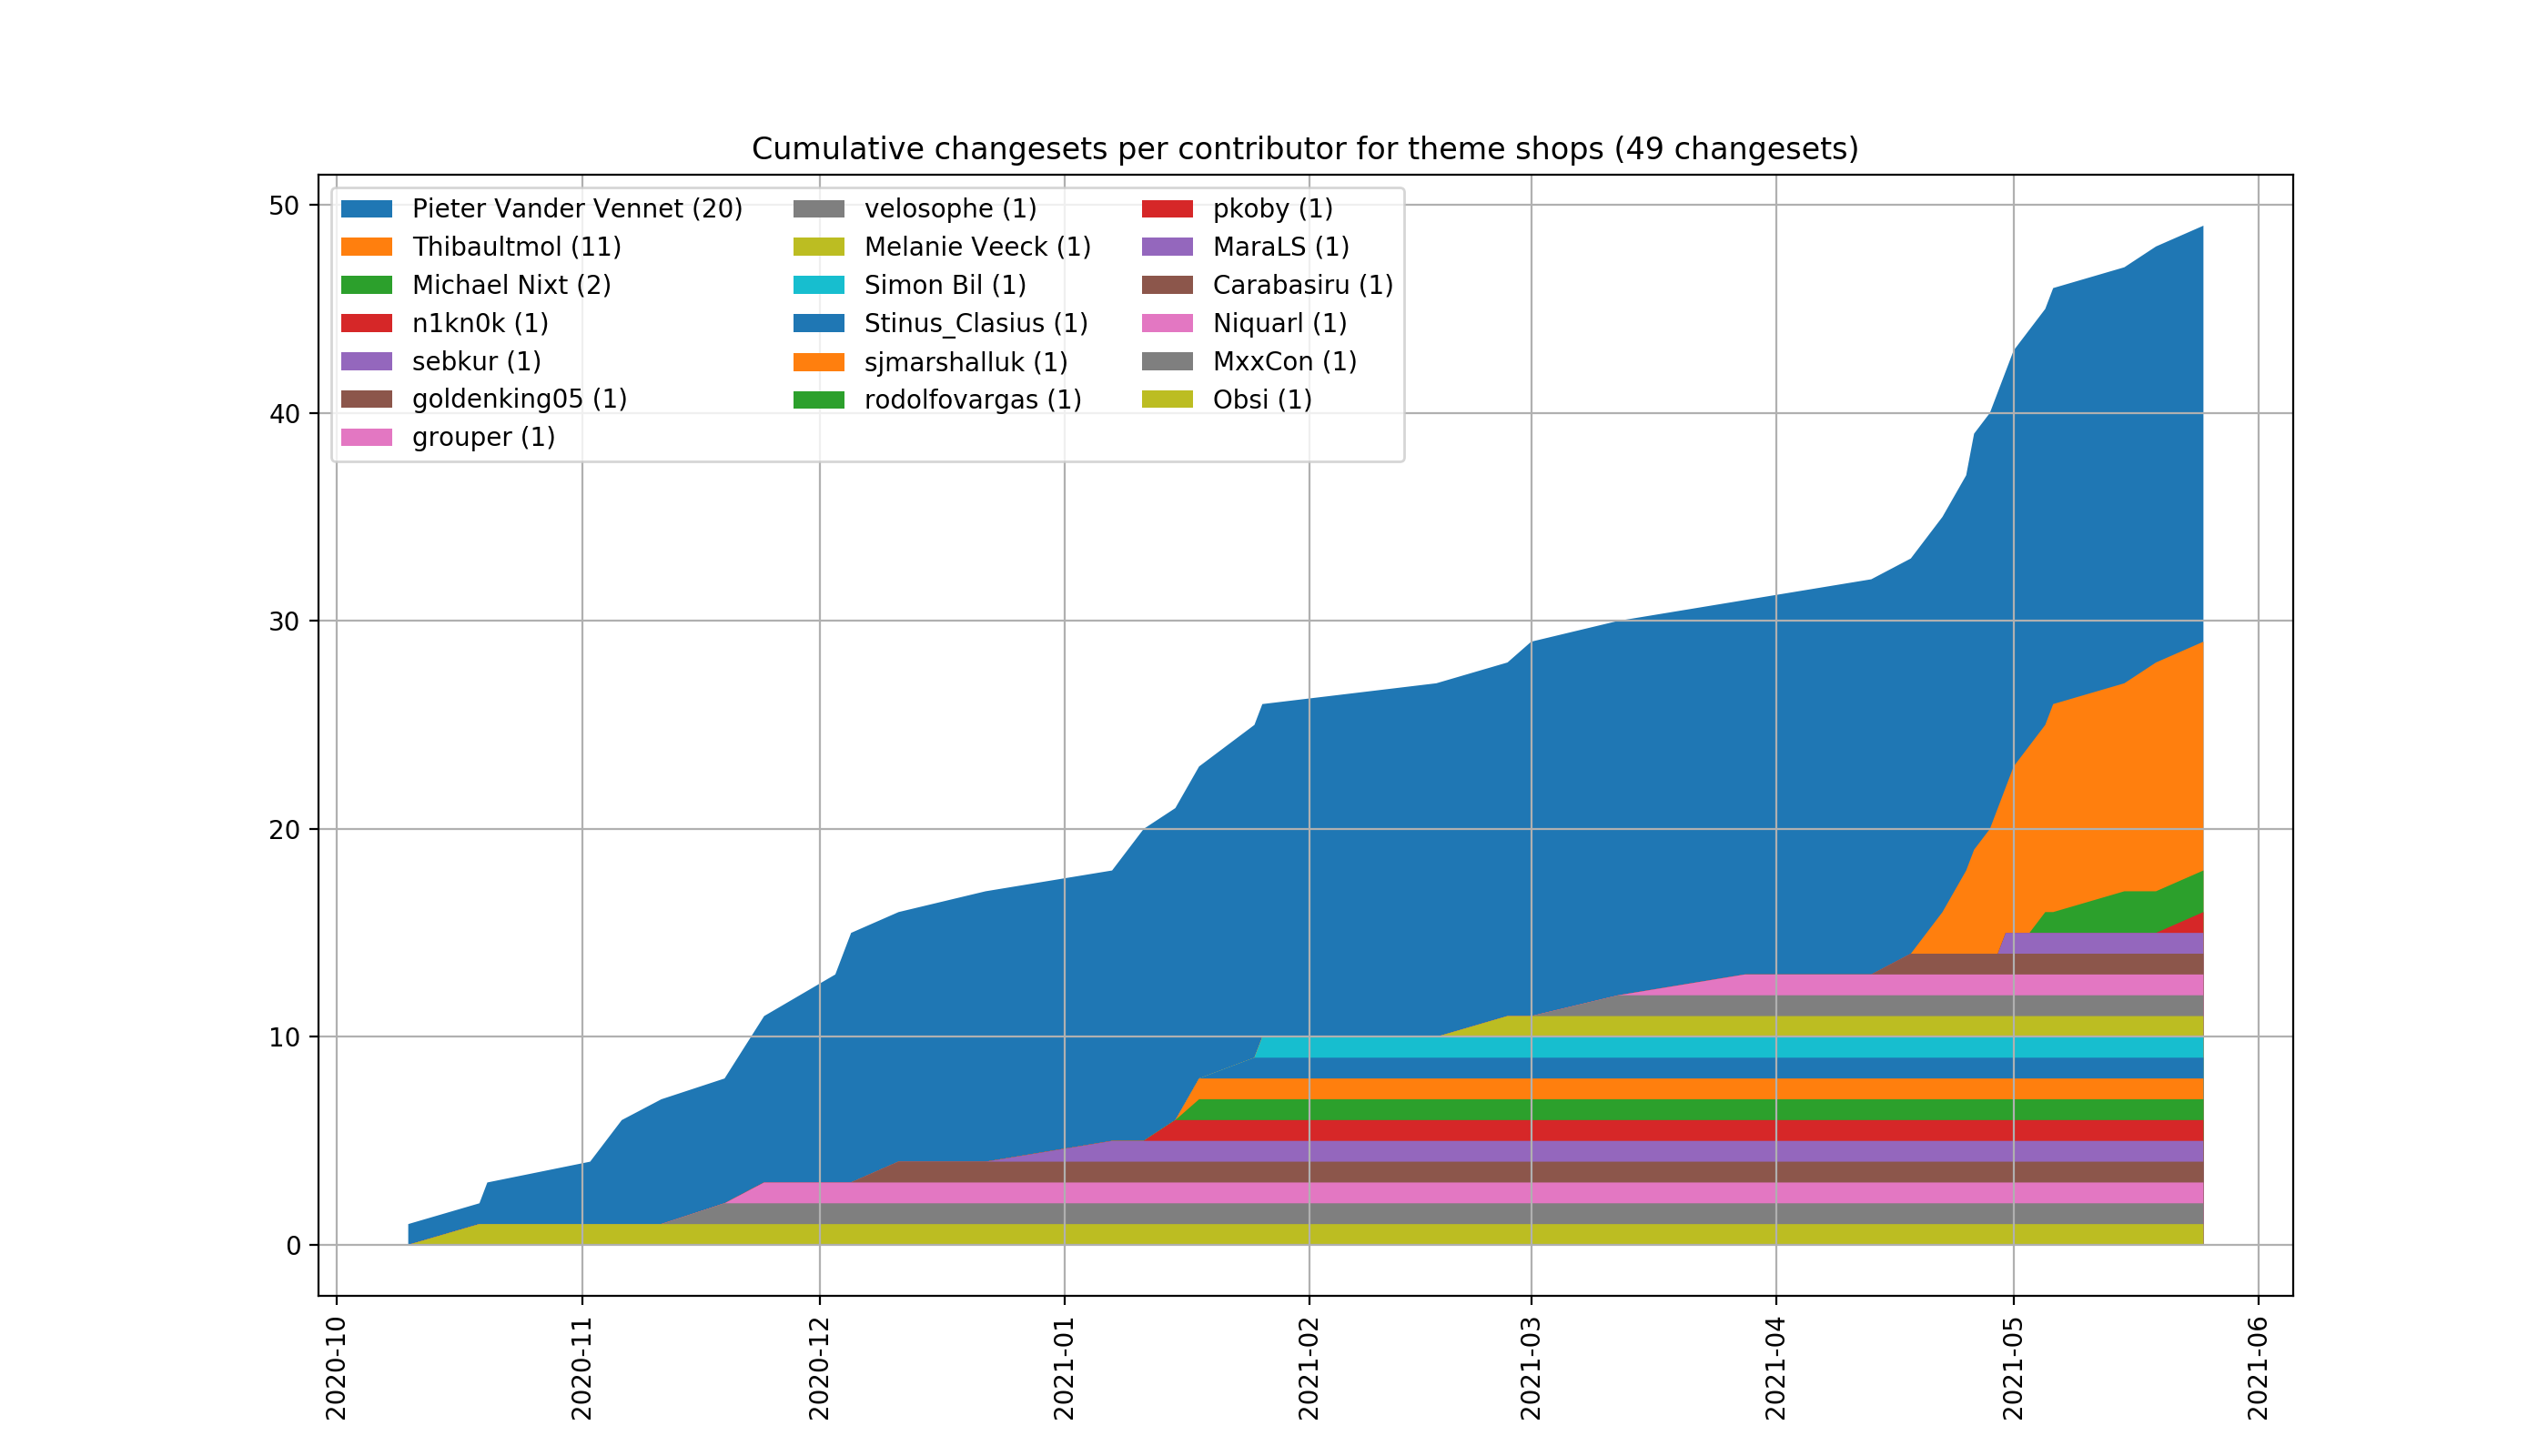 Cumulative changesets per contributor for theme shops (49 changesets)
Pieter Vander Vennet (20)
Thibaultmol (11)
Michael Nixt (2)
n1kn0k (1)
sebkur (1)
goldenking05 (1)
grouper (1)
velosophe (1)
Melanie Veeck (1)
Simon Bil (1)
Stinus_Clasius (1)
sjmarshalluk (1)
rodolfovargas (1)
pkoby (1)
MaraLS (1)
Carabasiru (1)
Niquarl (1)
MxxCon (1)
Obsi (1)
50
40
30
20
10
0
2020-10
2020-11
2020-12
2021-01
2021-02
2021-03
2021-04
2021-05
2021-06